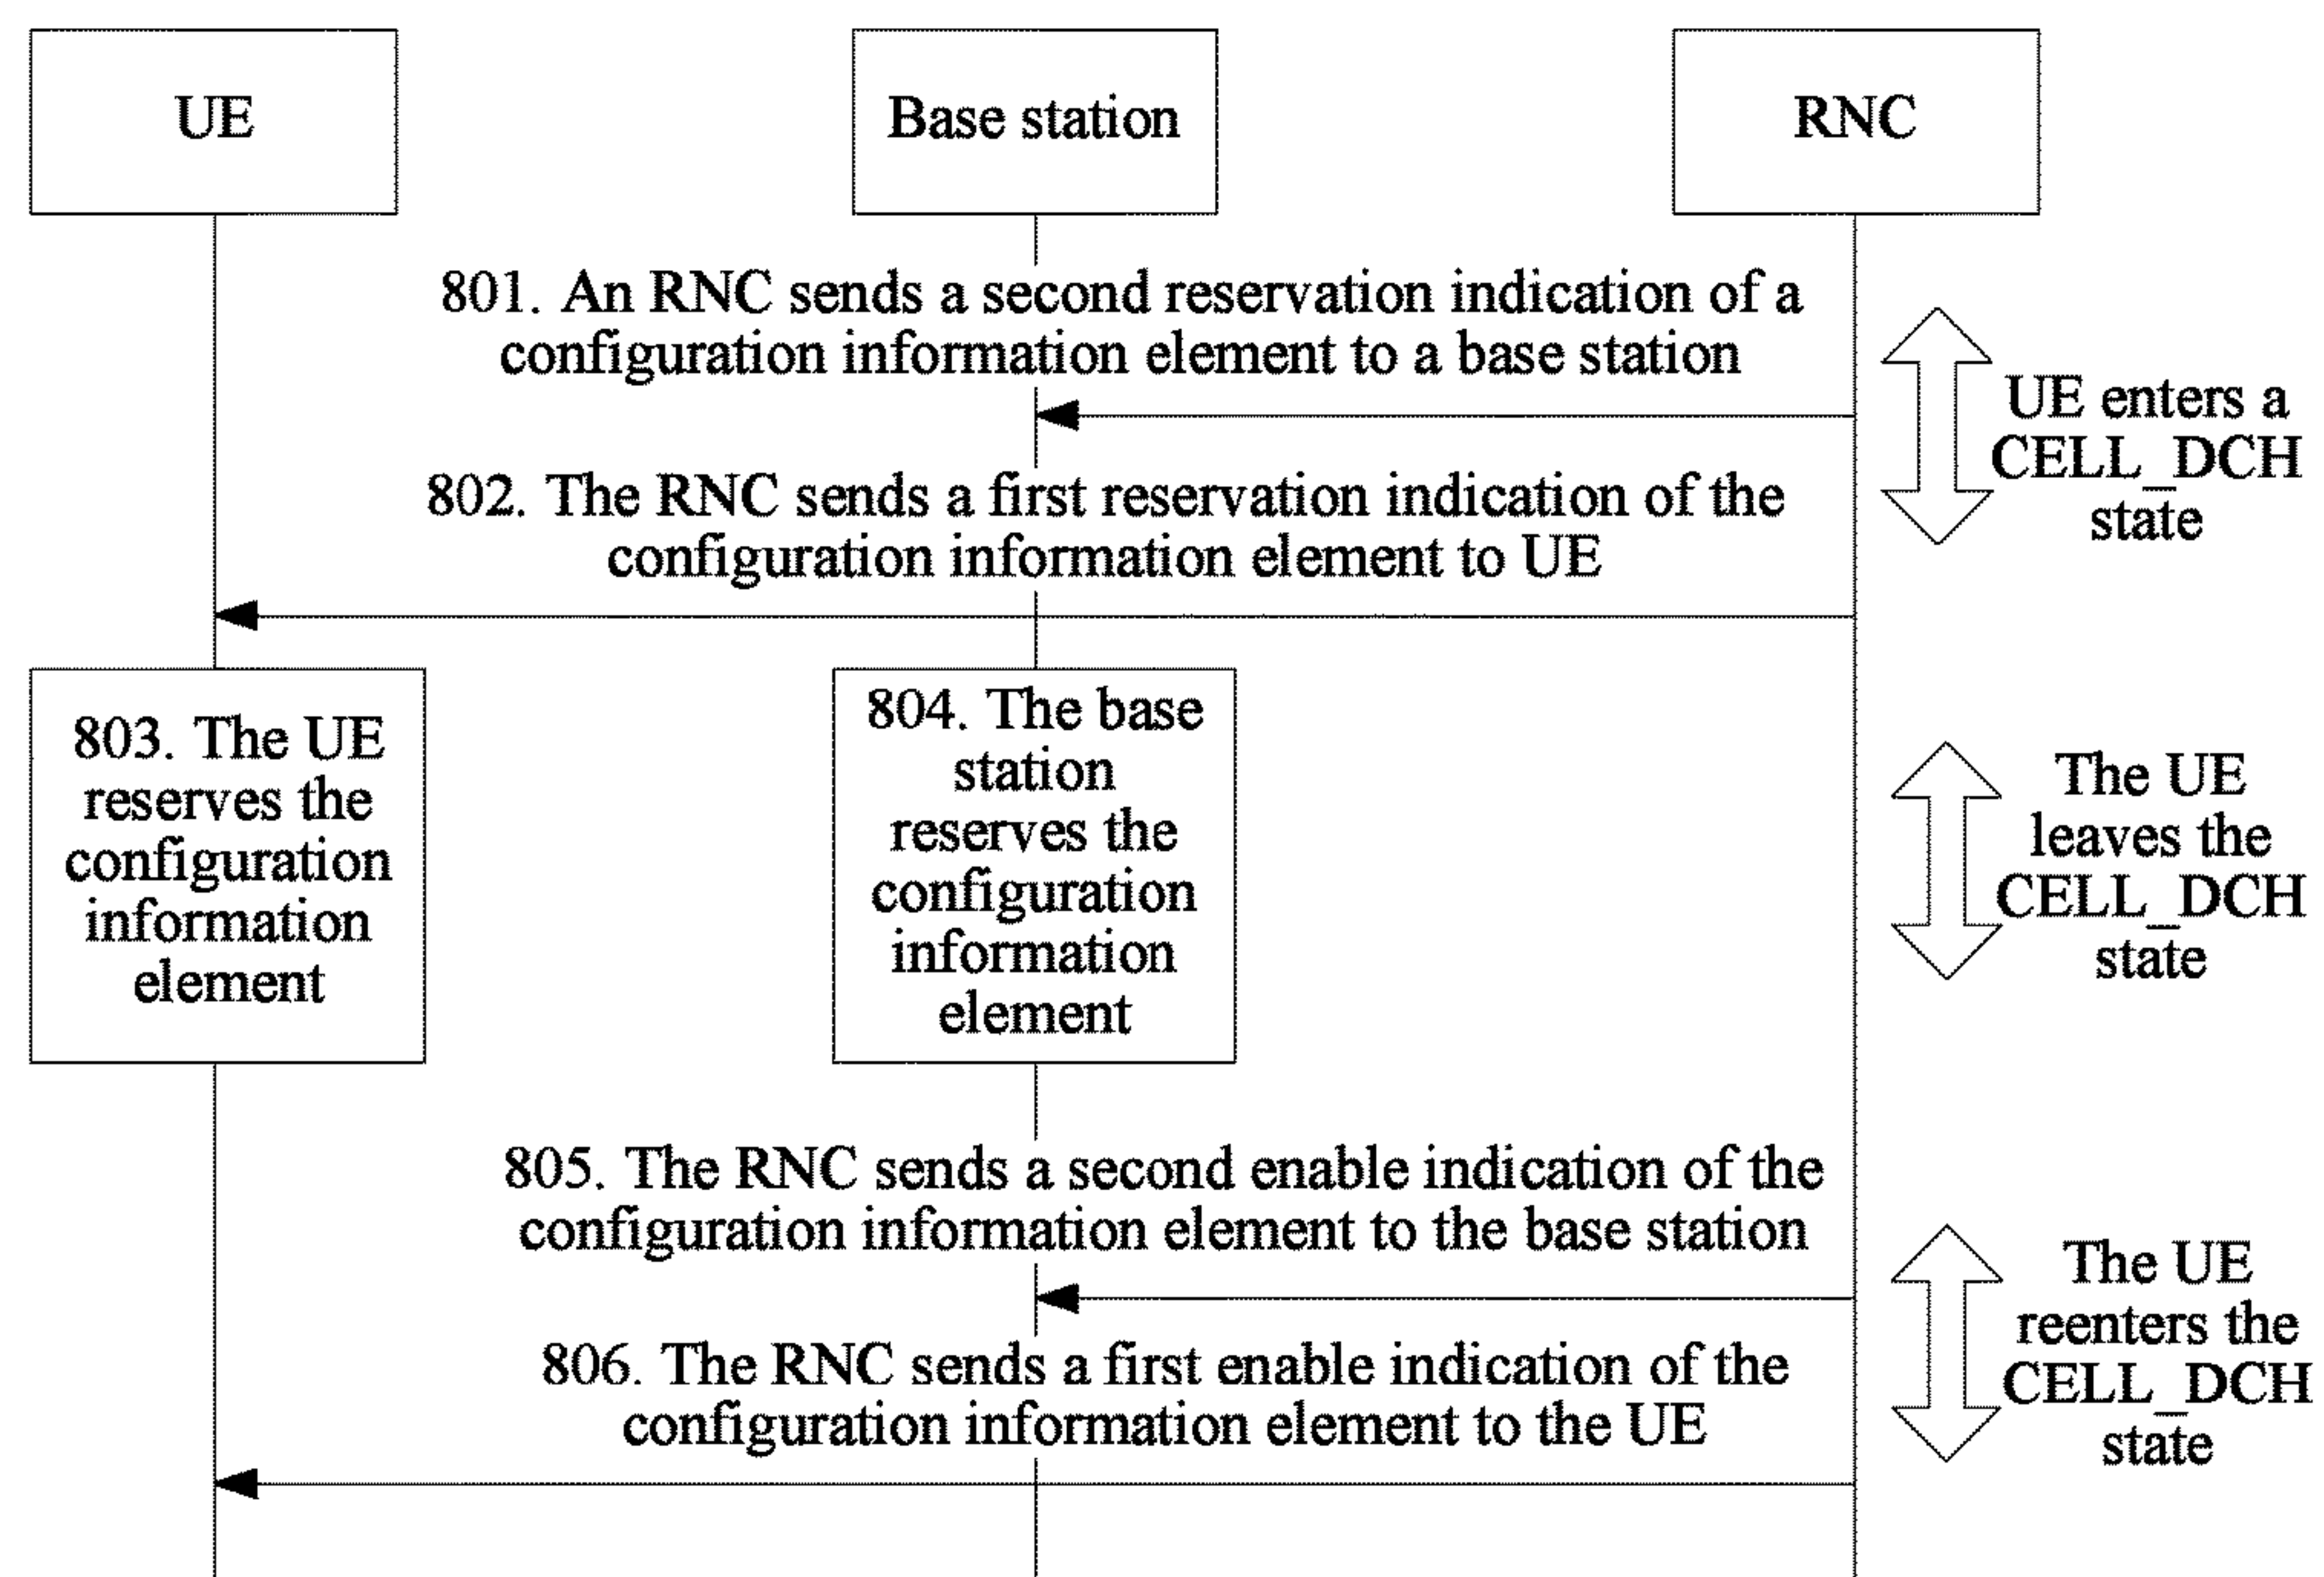 UE
Base station
RNC
801. An RNC sends a second reservation indication of a
configuration information element to a base station
UE enters a
CELL_DCH
state
802. The RNC sends a first reservation indication of the
configuration information element to UE
803. The UE
reserves the
configuration
information
element
804. The base
station
reserves the
configuration
information
element
The UE
leaves the
CELL_DCH
state
805. The RNC sends a second enable indication of the
configuration information element to the base station
The UE
reenters the
CELL_DCH
state
806. The RNC sends a first enable indication of the
configuration information element to the UE